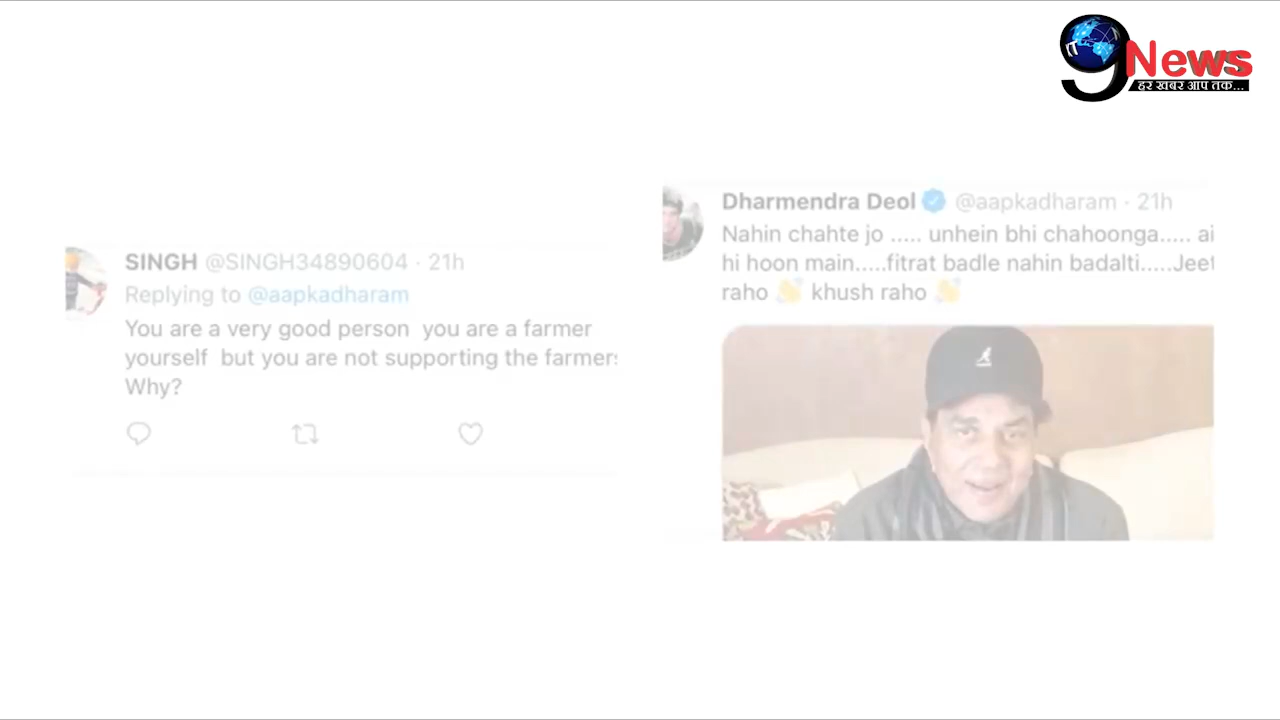 9News
हर खबर आप तक...
SINGH @SINGH34890604 · 21h
Replying to @aapkadharam
You are a very good person you are a farmer
yourself but you are not supporting the farmers
Why?
Dharmendra Deol @aapkadharam · 21h
Nahin chahte jo ..... unhein bhi chahoonga..... ai
hi hoon main.....fitrat badle nahin badalti.....Jeet
raho 👋 khush raho 👋